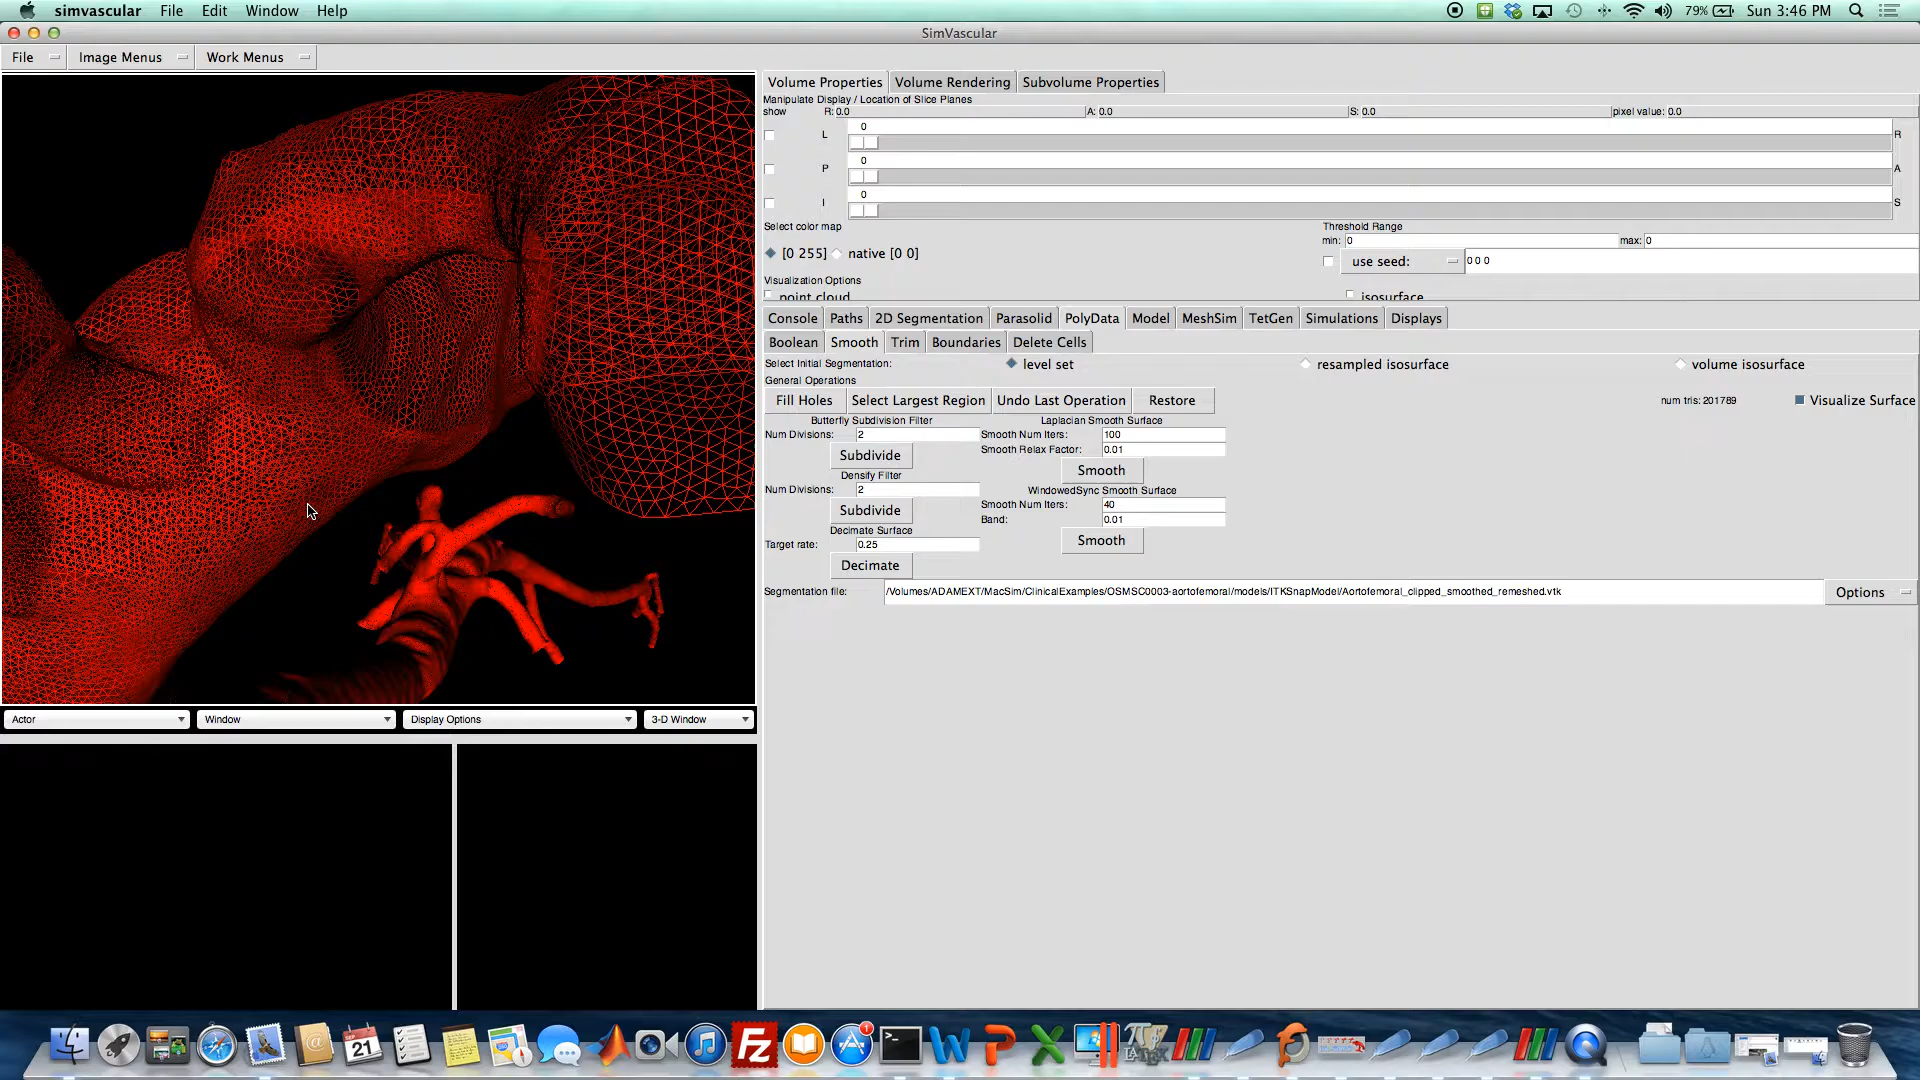 simvascular File Edit Window Help
79% Sun 3:46 PM
SimVascular
File Image Menus Work Menus
Volume Properties Volume Rendering Subvolume Properties
Manipulate Display / Location of Slice Planes
show R: 0.0 A: 0.0 S: 0.0 pixel value: 0.0
0
L R
0
P A
0
I S
Select color map Threshold Range
min: 0 max: 0
[0 255] native [0 0]
use seed: 0 0 0
Visualization Options
point cloud isosurface
Console Paths 2D Segmentation Parasolid PolyData Model MeshSim TetGen Simulations Displays
Boolean Smooth Trim Boundaries Delete Cells
Select Initial Segmentation: level set resampled isosurface volume isosurface
General Operations
Fill Holes Select Largest Region Undo Last Operation Restore num tris: 201789 Visualize Surface
Butterfly Subdivision Filter Laplacian Smooth Surface
Num Divisions: 2 Smooth Num Iters: 100
Smooth Relax Factor: 0.01
Subdivide Smooth
Densify Filter
Num Divisions: 2 WindowedSync Smooth Surface
Smooth Num Iters: 40
Subdivide Band: 0.01
Decimate Surface
Target rate: 0.25 Smooth
Decimate
Segmentation file: /Volumes/ADAMEXT/MacSim/ClinicalExamples/OSMSC0003-aortofemoral/models/ITKSnapModel/Aortofemoral_clipped_smoothed_remeshed.vtk Options
Actor Window Display Options 3-D Window
SEP
21